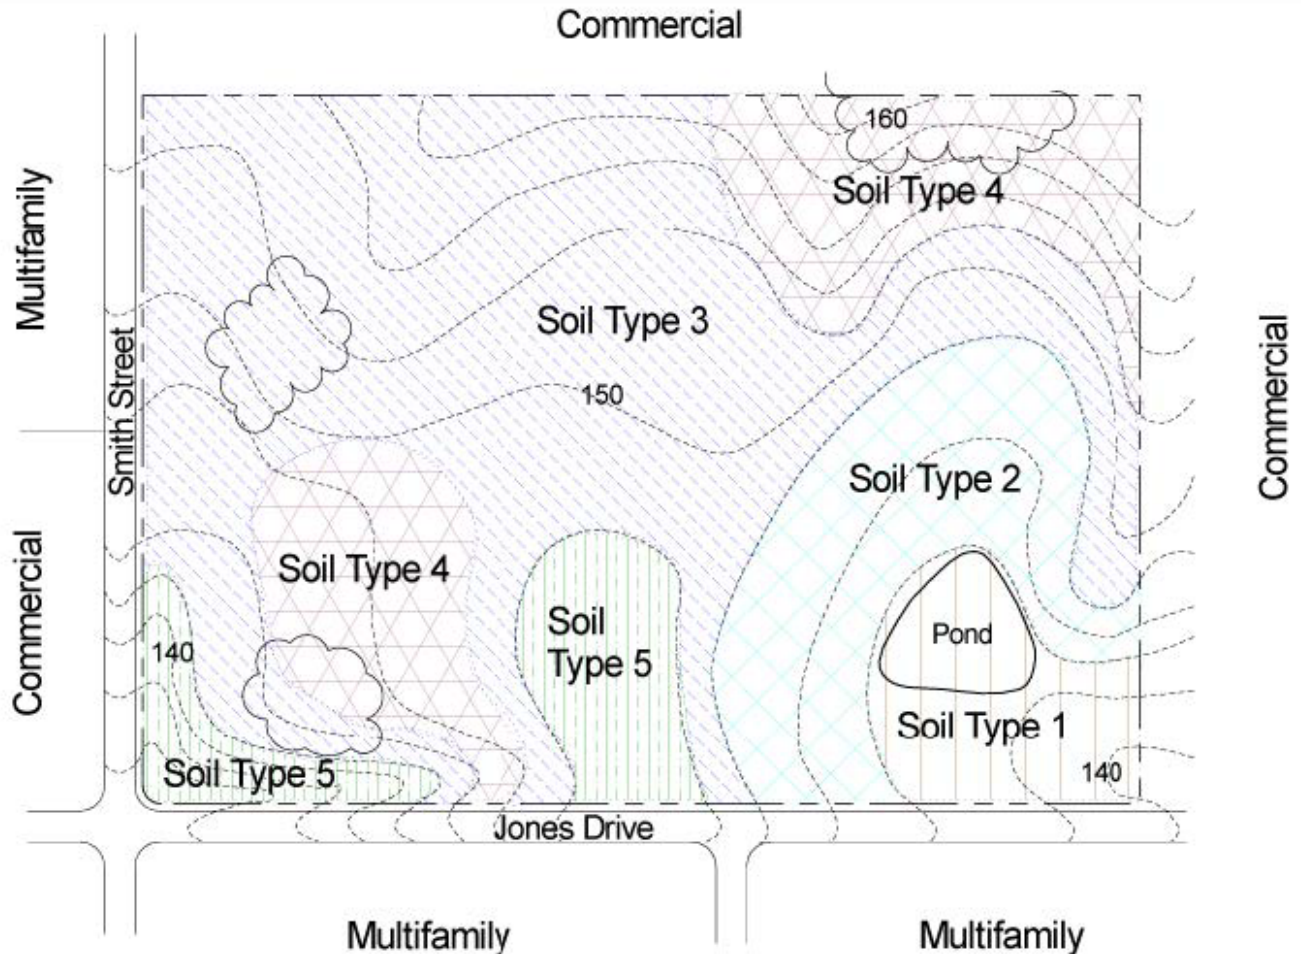 Commercial
160
Soil Type 4
Multifamily
Soil Type 3
Smith Street
150
Commercial
Soil Type 2
Commercial
Soil Type 4
Soil
Type 5
Pond
140
Soil Type 1
Soil Type 5
140
Jones Drive
Multifamily
Multifamily